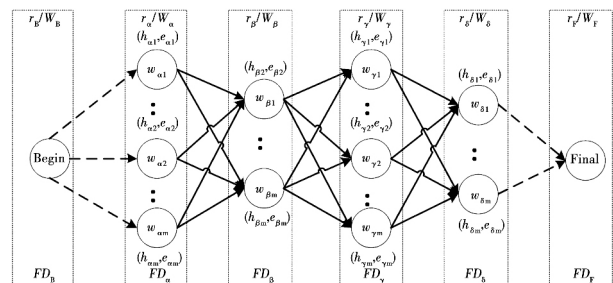 r_B/W_B r_α/W_α r_β/W_β r_γ/W_γ r_δ/W_δ r_F/W_F
(h_α1,e_α1) (h_γ1,e_γ1)
w_α1 (h_β2,e_β2) w_γ1 (h_δ1,e_δ1)
w_β1 w_δ1
(h_α2,e_α2) (h_γ2,e_γ2)
Begin w_α2 w_γ2 Final
w_βm w_δm
w_αm (h_βm,e_βm) w_γm (h_δm,e_δm)
(h_αm,e_αm) (h_γm,e_γm)
FD_B FD_α FD_β FD_γ FD_δ FD_F